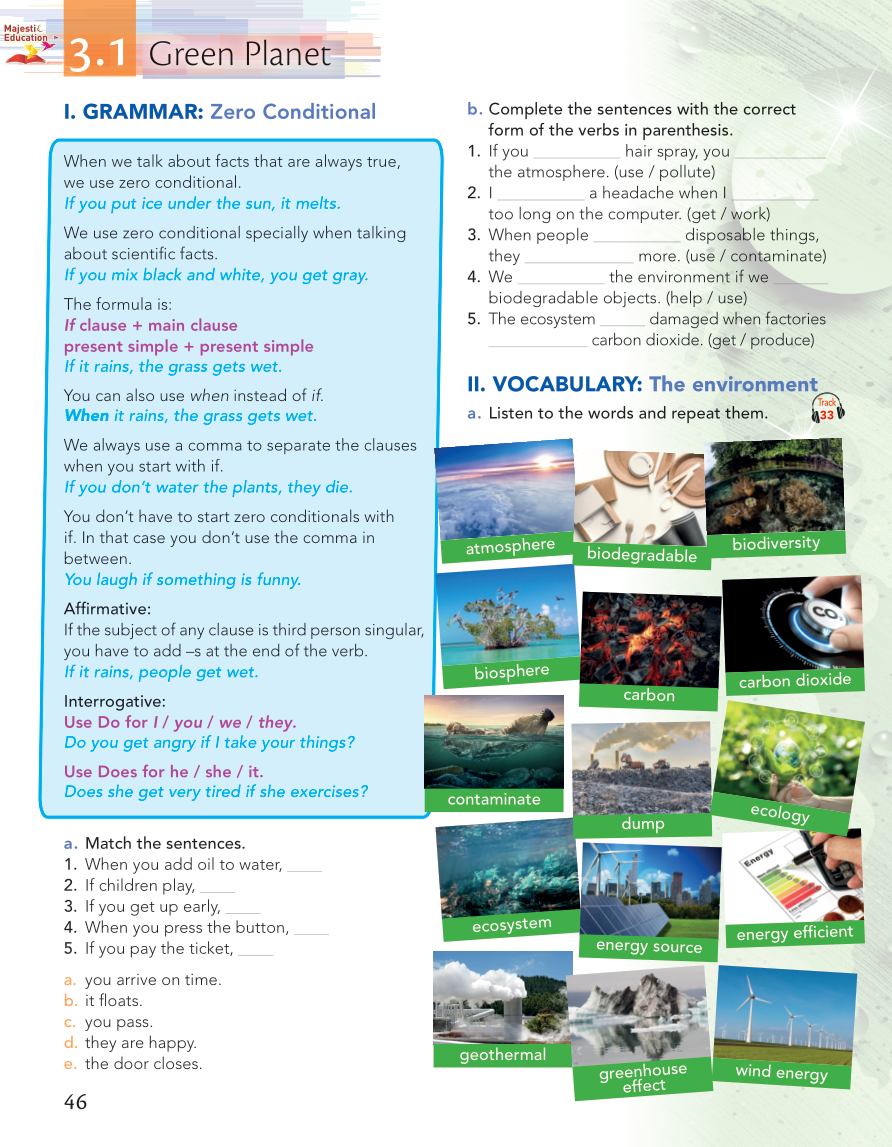 Majestic
Education
3.1 Green Planet
I. GRAMMAR: Zero Conditional
When we talk about facts that are always true,
we use zero conditional.
If you put ice under the sun, it melts.
We use zero conditional specially when talking
about scientific facts.
If you mix black and white, you get gray.
The formula is:
If clause + main clause
present simple + present simple
If it rains, the grass gets wet.
You can also use when instead of if.
When it rains, the grass gets wet.
We always use a comma to separate the clauses
when you start with if.
If you don’t water the plants, they die.
You don’t have to start zero conditionals with
if. In that case you don’t use the comma in
between.
You laugh if something is funny.
Affirmative:
If the subject of any clause is third person singular,
you have to add –s at the end of the verb.
If it rains, people get wet.
Interrogative:
Use Do for I / you / we / they.
Do you get angry if I take your things?
Use Does for he / she / it.
Does she get very tired if she exercises?
a. Match the sentences.
1. When you add oil to water, ____
2. If children play, ____
3. If you get up early, ____
4. When you press the button, ____
5. If you pay the ticket, ____
a. you arrive on time.
b. it floats.
c. you pass.
d. they are happy.
e. the door closes.
46
b. Complete the sentences with the correct
form of the verbs in parenthesis.
1. If you __________ hair spray, you __________
the atmosphere. (use / pollute)
2. I __________ a headache when I __________
too long on the computer. (get / work)
3. When people __________ disposable things,
they ____________ more. (use / contaminate)
4. We __________ the environment if we ______
biodegradable objects. (help / use)
5. The ecosystem _____ damaged when factories
___________ carbon dioxide. (get / produce)
II. VOCABULARY: The environment
a. Listen to the words and repeat them.
Track
33
atmosphere
biodegradable
biodiversity
biosphere
carbon
CO₂
carbon dioxide
contaminate
dump
ecology
ecosystem
energy source
Energy
energy efficient
geothermal
greenhouse
effect
wind energy